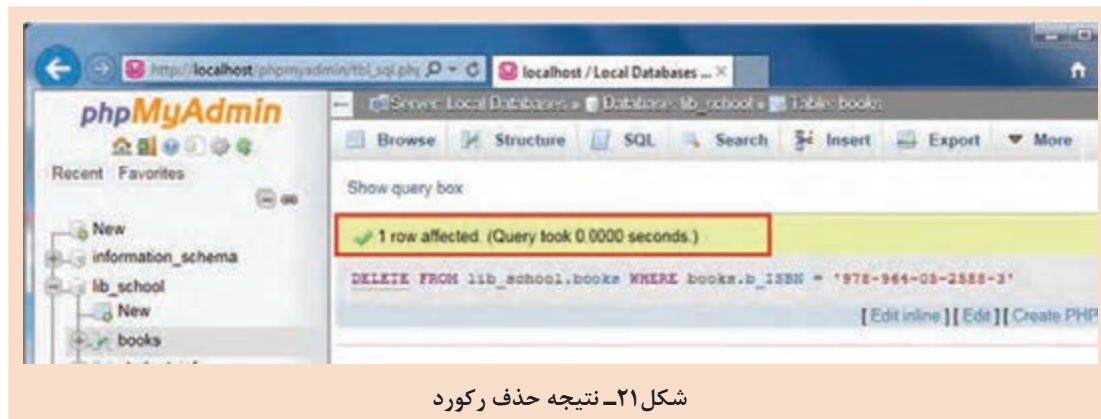 http://localhost/phpmyadmin/tbl_sql.php
localhost / Local Databases ...
phpMyAdmin
Recent Favorites
New
information_schema
lib_school
New
books
Server: Local Databases » Database: lib_school » Table: books
Browse Structure SQL Search Insert Export More
Show query box
1 row affected. (Query took 0.0000 seconds.)
DELETE FROM lib_school.books WHERE books.b_ISBN = '978-964-05-2588-3'
[ Edit inline ] [ Edit ] [ Create PHP
شکل ۲۱ـ نتیجه حذف رکورد